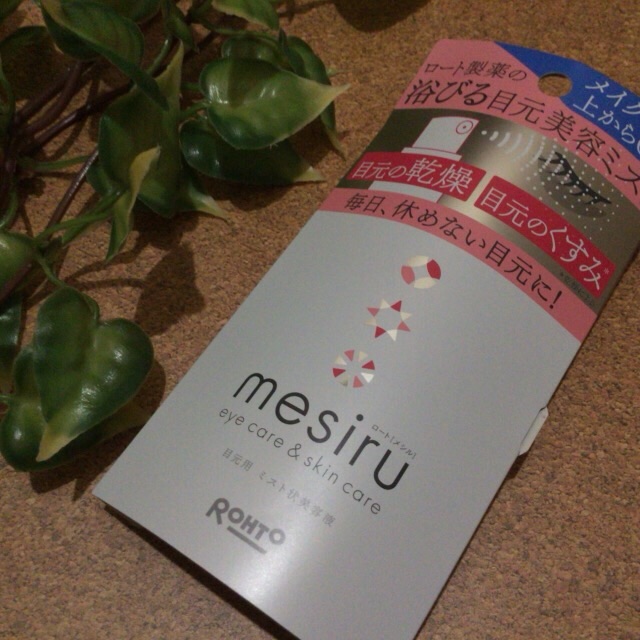 メイク
上から
ロート製薬の
浴びる目元美容ミス
目元の乾燥
目元のくすみ
毎日、休めない目元に!
mesiru
ロート[メシル]
eye care & skin care
目元用 ミスト状美容液
ROHTO